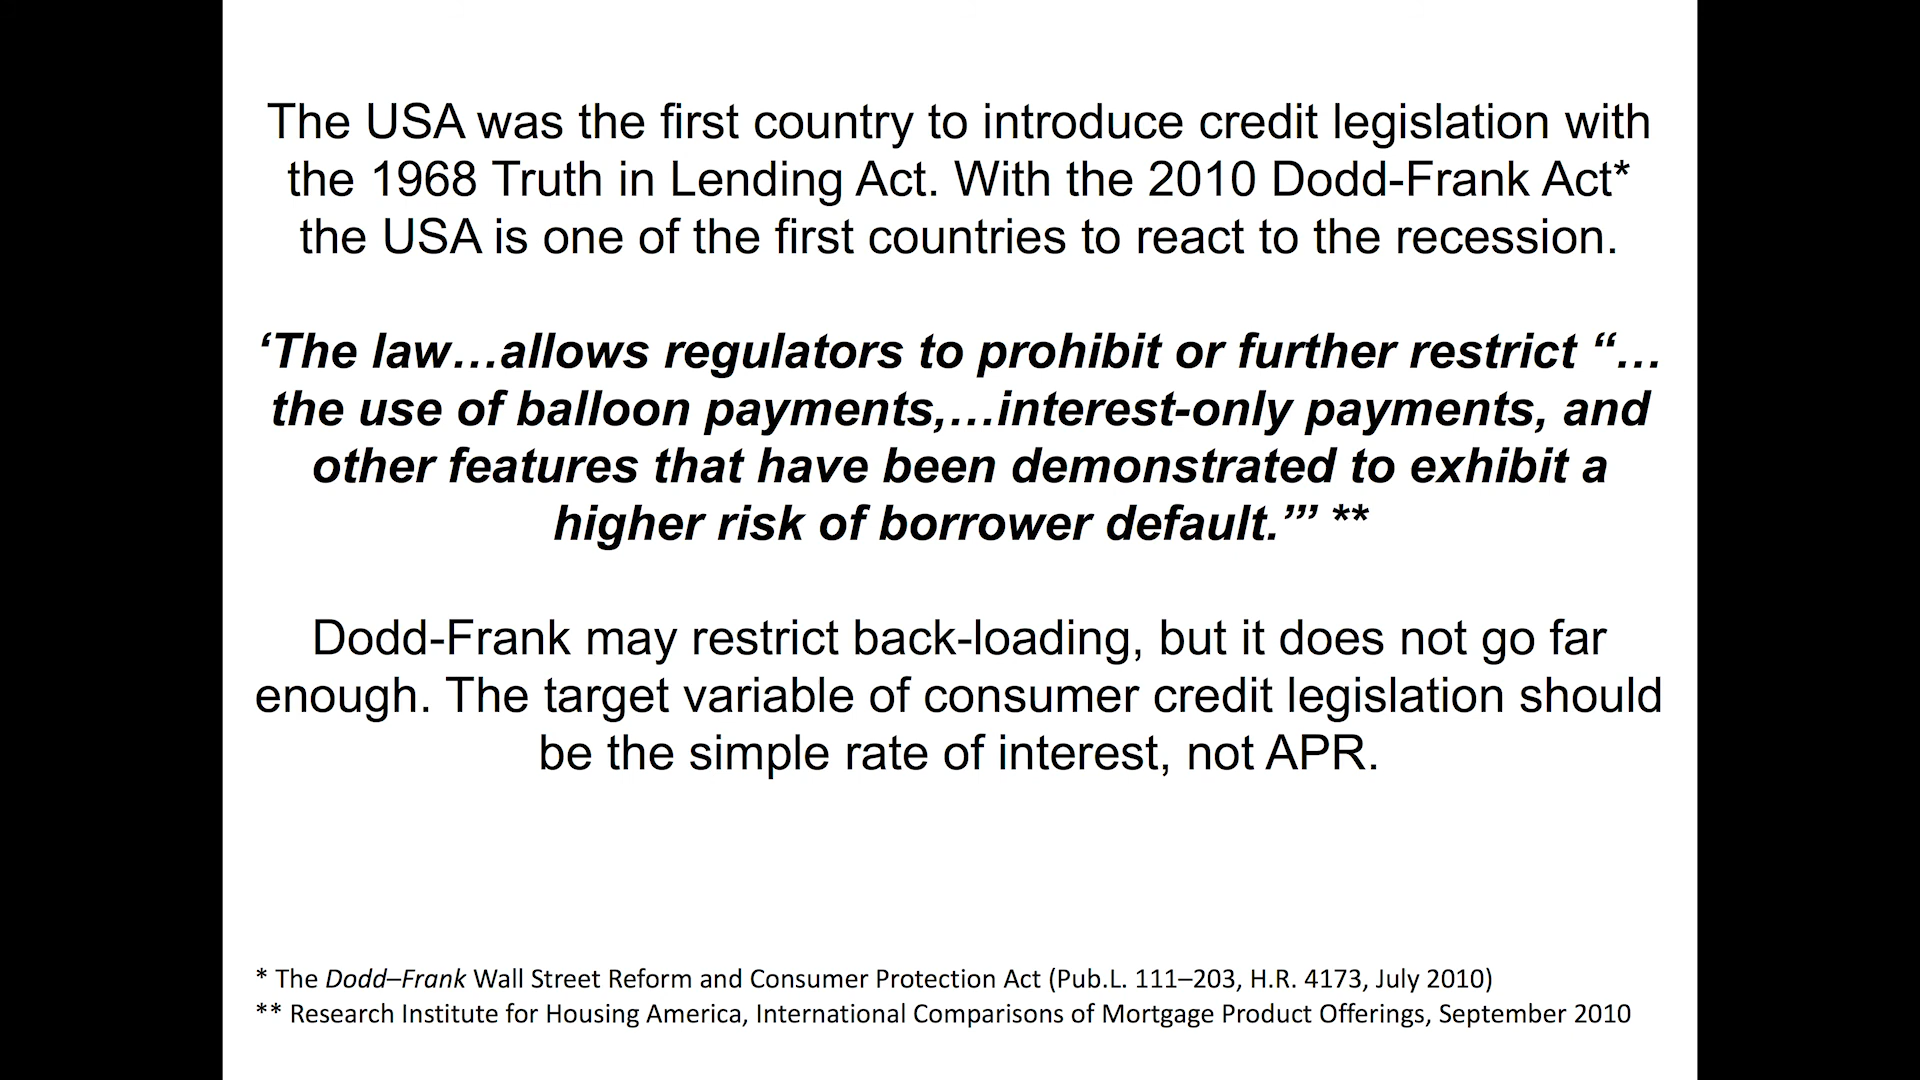 The USA was the first country to introduce credit legislation with
the 1968 Truth in Lending Act. With the 2010 Dodd-Frank Act*
the USA is one of the first countries to react to the recession.
‘The law…allows regulators to prohibit or further restrict “…
the use of balloon payments,…interest-only payments, and
other features that have been demonstrated to exhibit a
higher risk of borrower default.”’ **
Dodd-Frank may restrict back-loading, but it does not go far
enough. The target variable of consumer credit legislation should
be the simple rate of interest, not APR.
* The Dodd–Frank Wall Street Reform and Consumer Protection Act (Pub.L. 111–203, H.R. 4173, July 2010)
** Research Institute for Housing America, International Comparisons of Mortgage Product Offerings, September 2010